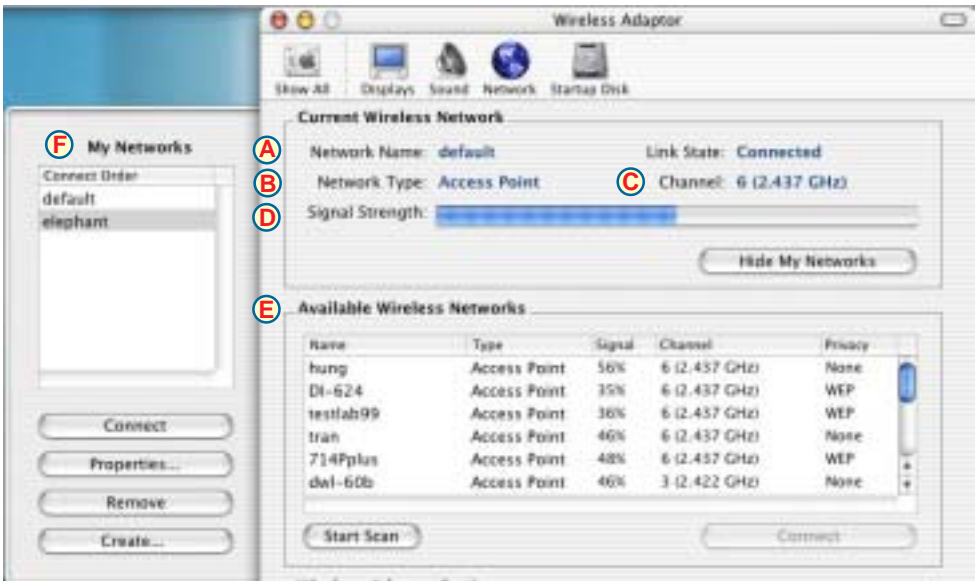 Wireless Adaptor
Show All Displays Sound Network Startup Disk
F My Networks
Connect Order
default
elephant
Connect
Properties...
Remove
Create...
Current Wireless Network
A Network Name: default Link State: Connected
B Network Type: Access Point C Channel: 6 (2.437 GHz)
D Signal Strength:
Hide My Networks
E Available Wireless Networks
Name Type Signal Channel Privacy
hung Access Point 56% 6 (2.437 GHz) None
DI-624 Access Point 35% 6 (2.437 GHz) WEP
testlab99 Access Point 36% 6 (2.437 GHz) WEP
tran Access Point 46% 6 (2.437 GHz) None
714Pplus Access Point 48% 6 (2.437 GHz) WEP
dwl-60b Access Point 46% 3 (2.422 GHz) None
Start Scan Connect